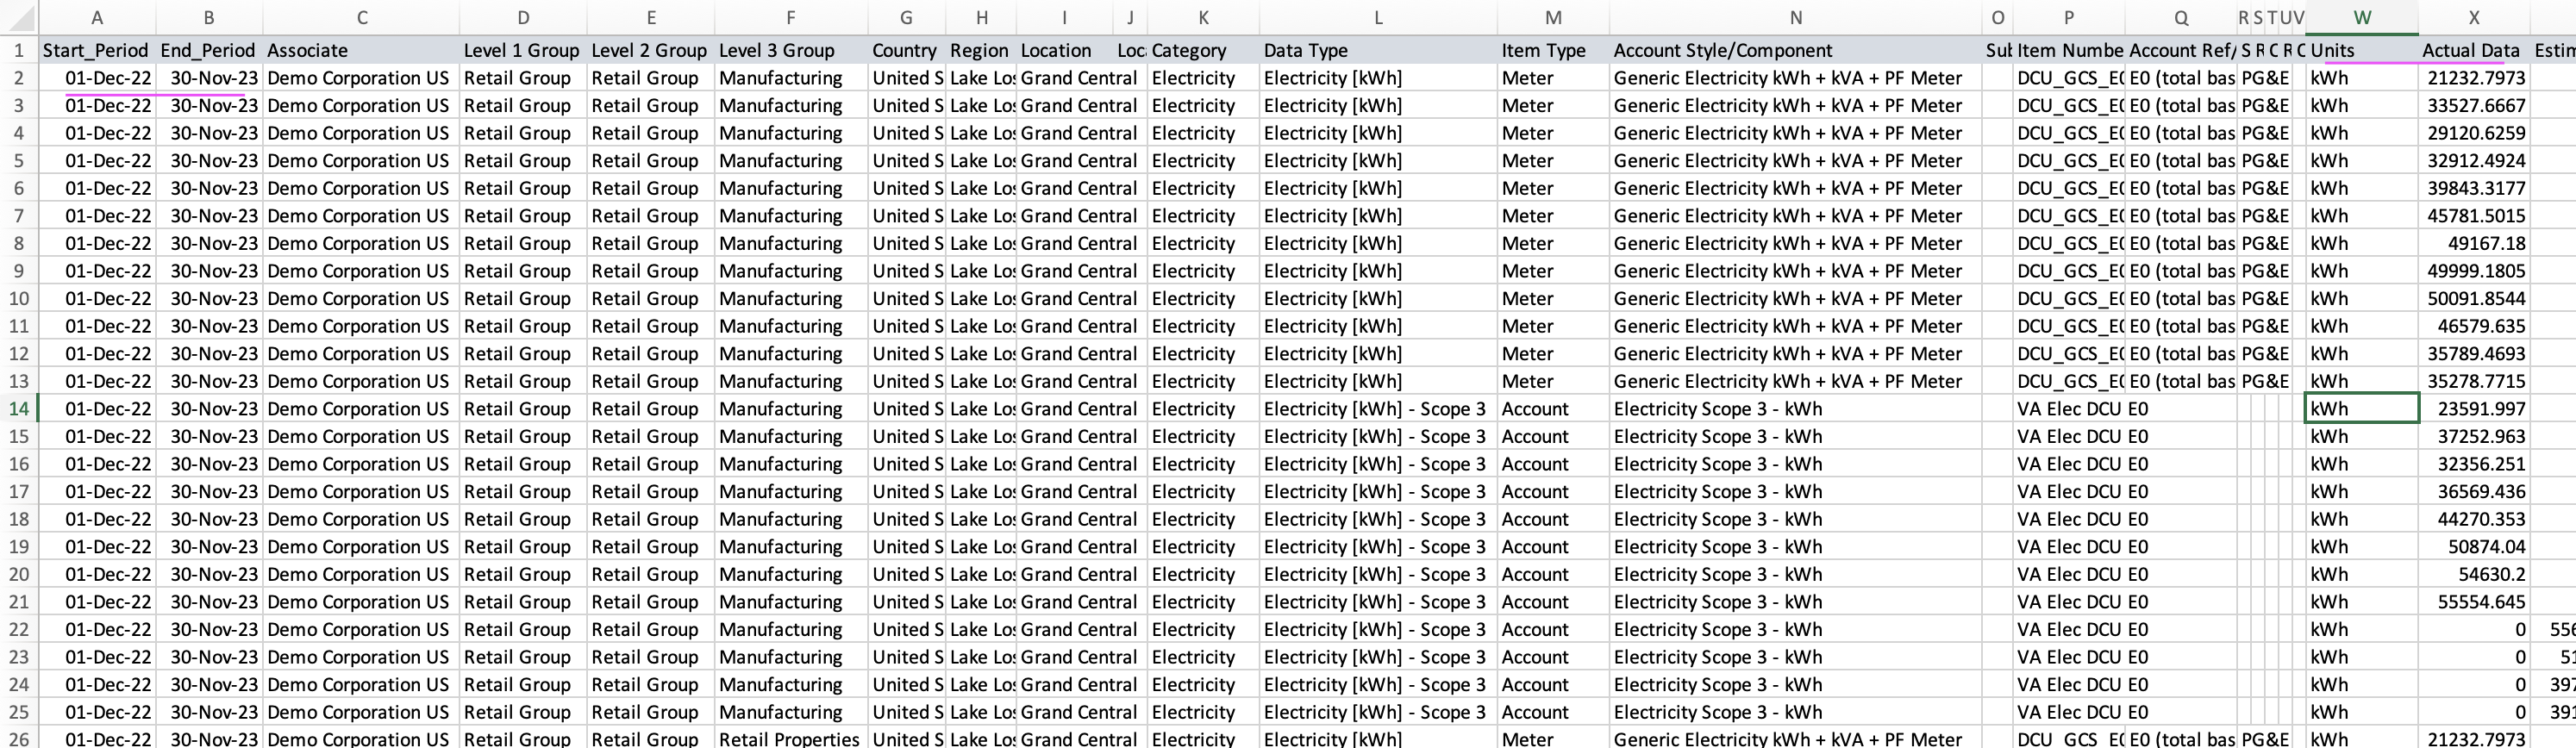 A B C D E F G H I J K L M N O P Q R S T U V W X
1 Start_Period End_Period Associate Level 1 Group Level 2 Group Level 3 Group Country Region Location Loc Category Data Type Item Type Account Style/Component Sul Item Numbe Account Ref/ S R C R C Units Actual Data Estim
2 01-Dec-22 30-Nov-23 Demo Corporation US Retail Group Retail Group Manufacturing United S Lake Los Grand Central Electricity Electricity [kWh] Meter Generic Electricity kWh + kVA + PF Meter DCU_GCS_E0 E0 (total bas PG&E kWh 21232.7973
3 01-Dec-22 30-Nov-23 Demo Corporation US Retail Group Retail Group Manufacturing United S Lake Los Grand Central Electricity Electricity [kWh] Meter Generic Electricity kWh + kVA + PF Meter DCU_GCS_E0 E0 (total bas PG&E kWh 33527.6667
4 01-Dec-22 30-Nov-23 Demo Corporation US Retail Group Retail Group Manufacturing United S Lake Los Grand Central Electricity Electricity [kWh] Meter Generic Electricity kWh + kVA + PF Meter DCU_GCS_E0 E0 (total bas PG&E kWh 29120.6259
5 01-Dec-22 30-Nov-23 Demo Corporation US Retail Group Retail Group Manufacturing United S Lake Los Grand Central Electricity Electricity [kWh] Meter Generic Electricity kWh + kVA + PF Meter DCU_GCS_E0 E0 (total bas PG&E kWh 32912.4924
6 01-Dec-22 30-Nov-23 Demo Corporation US Retail Group Retail Group Manufacturing United S Lake Los Grand Central Electricity Electricity [kWh] Meter Generic Electricity kWh + kVA + PF Meter DCU_GCS_E0 E0 (total bas PG&E kWh 39843.3177
7 01-Dec-22 30-Nov-23 Demo Corporation US Retail Group Retail Group Manufacturing United S Lake Los Grand Central Electricity Electricity [kWh] Meter Generic Electricity kWh + kVA + PF Meter DCU_GCS_E0 E0 (total bas PG&E kWh 45781.5015
8 01-Dec-22 30-Nov-23 Demo Corporation US Retail Group Retail Group Manufacturing United S Lake Los Grand Central Electricity Electricity [kWh] Meter Generic Electricity kWh + kVA + PF Meter DCU_GCS_E0 E0 (total bas PG&E kWh 49167.18
9 01-Dec-22 30-Nov-23 Demo Corporation US Retail Group Retail Group Manufacturing United S Lake Los Grand Central Electricity Electricity [kWh] Meter Generic Electricity kWh + kVA + PF Meter DCU_GCS_E0 E0 (total bas PG&E kWh 49999.1805
10 01-Dec-22 30-Nov-23 Demo Corporation US Retail Group Retail Group Manufacturing United S Lake Los Grand Central Electricity Electricity [kWh] Meter Generic Electricity kWh + kVA + PF Meter DCU_GCS_E0 E0 (total bas PG&E kWh 50091.8544
11 01-Dec-22 30-Nov-23 Demo Corporation US Retail Group Retail Group Manufacturing United S Lake Los Grand Central Electricity Electricity [kWh] Meter Generic Electricity kWh + kVA + PF Meter DCU_GCS_E0 E0 (total bas PG&E kWh 46579.635
12 01-Dec-22 30-Nov-23 Demo Corporation US Retail Group Retail Group Manufacturing United S Lake Los Grand Central Electricity Electricity [kWh] Meter Generic Electricity kWh + kVA + PF Meter DCU_GCS_E0 E0 (total bas PG&E kWh 35789.4693
13 01-Dec-22 30-Nov-23 Demo Corporation US Retail Group Retail Group Manufacturing United S Lake Los Grand Central Electricity Electricity [kWh] Meter Generic Electricity kWh + kVA + PF Meter DCU_GCS_E0 E0 (total bas PG&E kWh 35278.7715
14 01-Dec-22 30-Nov-23 Demo Corporation US Retail Group Retail Group Manufacturing United S Lake Los Grand Central Electricity Electricity [kWh] - Scope 3 Account Electricity Scope 3 - kWh VA Elec DCU E0 kWh 23591.997
15 01-Dec-22 30-Nov-23 Demo Corporation US Retail Group Retail Group Manufacturing United S Lake Los Grand Central Electricity Electricity [kWh] - Scope 3 Account Electricity Scope 3 - kWh VA Elec DCU E0 kWh 37252.963
16 01-Dec-22 30-Nov-23 Demo Corporation US Retail Group Retail Group Manufacturing United S Lake Los Grand Central Electricity Electricity [kWh] - Scope 3 Account Electricity Scope 3 - kWh VA Elec DCU E0 kWh 32356.251
17 01-Dec-22 30-Nov-23 Demo Corporation US Retail Group Retail Group Manufacturing United S Lake Los Grand Central Electricity Electricity [kWh] - Scope 3 Account Electricity Scope 3 - kWh VA Elec DCU E0 kWh 36569.436
18 01-Dec-22 30-Nov-23 Demo Corporation US Retail Group Retail Group Manufacturing United S Lake Los Grand Central Electricity Electricity [kWh] - Scope 3 Account Electricity Scope 3 - kWh VA Elec DCU E0 kWh 44270.353
19 01-Dec-22 30-Nov-23 Demo Corporation US Retail Group Retail Group Manufacturing United S Lake Los Grand Central Electricity Electricity [kWh] - Scope 3 Account Electricity Scope 3 - kWh VA Elec DCU E0 kWh 50874.04
20 01-Dec-22 30-Nov-23 Demo Corporation US Retail Group Retail Group Manufacturing United S Lake Los Grand Central Electricity Electricity [kWh] - Scope 3 Account Electricity Scope 3 - kWh VA Elec DCU E0 kWh 54630.2
21 01-Dec-22 30-Nov-23 Demo Corporation US Retail Group Retail Group Manufacturing United S Lake Los Grand Central Electricity Electricity [kWh] - Scope 3 Account Electricity Scope 3 - kWh VA Elec DCU E0 kWh 55554.645
22 01-Dec-22 30-Nov-23 Demo Corporation US Retail Group Retail Group Manufacturing United S Lake Los Grand Central Electricity Electricity [kWh] - Scope 3 Account Electricity Scope 3 - kWh VA Elec DCU E0 kWh 0 556
23 01-Dec-22 30-Nov-23 Demo Corporation US Retail Group Retail Group Manufacturing United S Lake Los Grand Central Electricity Electricity [kWh] - Scope 3 Account Electricity Scope 3 - kWh VA Elec DCU E0 kWh 0 51
24 01-Dec-22 30-Nov-23 Demo Corporation US Retail Group Retail Group Manufacturing United S Lake Los Grand Central Electricity Electricity [kWh] - Scope 3 Account Electricity Scope 3 - kWh VA Elec DCU E0 kWh 0 397
25 01-Dec-22 30-Nov-23 Demo Corporation US Retail Group Retail Group Manufacturing United S Lake Los Grand Central Electricity Electricity [kWh] - Scope 3 Account Electricity Scope 3 - kWh VA Elec DCU E0 kWh 0 391
26 01-Dec-22 30-Nov-23 Demo Corporation US Retail Group Retail Group Retail Properties United S Lake Los Grand Central Electricity Electricity [kWh] Meter Generic Electricity kWh + kVA + PF Meter DCU_GCS_E0 E0 (total bas PG&E kWh 21232.7973